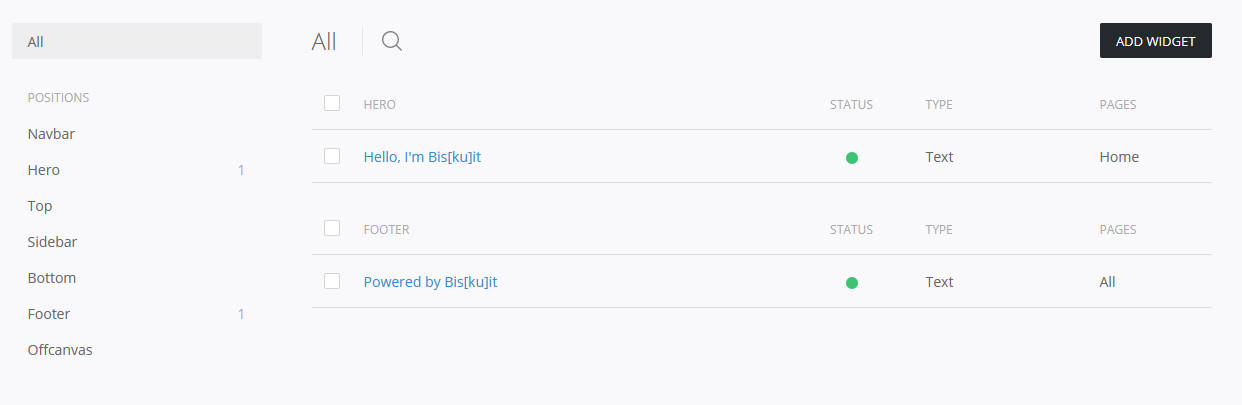 All
POSITIONS
Navbar
Hero 1
Top
Sidebar
Bottom
Footer 1
Offcanvas
All
ADD WIDGET
HERO STATUS TYPE PAGES
Hello, I'm Bis[ku]it Text Home
FOOTER STATUS TYPE PAGES
Powered by Bis[ku]it Text All